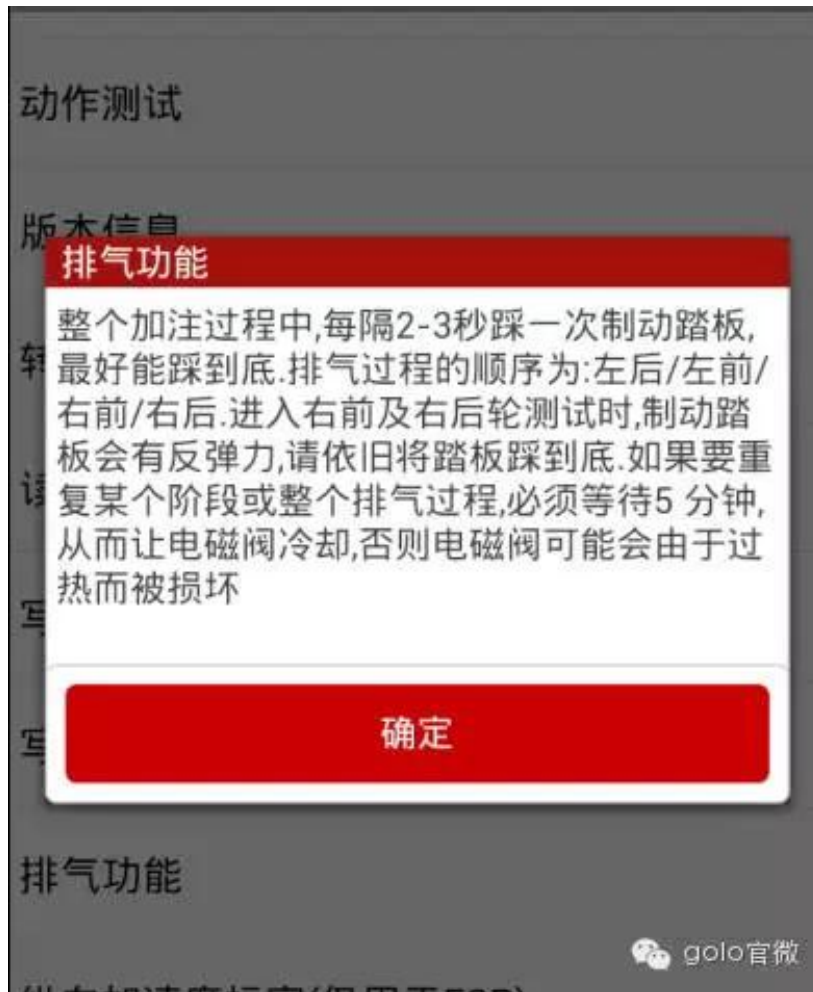 动作测试
版本信息
排气功能
整个加注过程中,每隔2-3秒踩一次制动踏板,
最好能踩到底.排气过程的顺序为:左后/左前/
右前/右后.进入右前及右后轮测试时,制动踏
板会有反弹力,请依旧将踏板踩到底.如果要重
复某个阶段或整个排气过程,必须等待5 分钟,
从而让电磁阀冷却,否则电磁阀可能会由于过
热而被损坏
确定
排气功能
golo官微